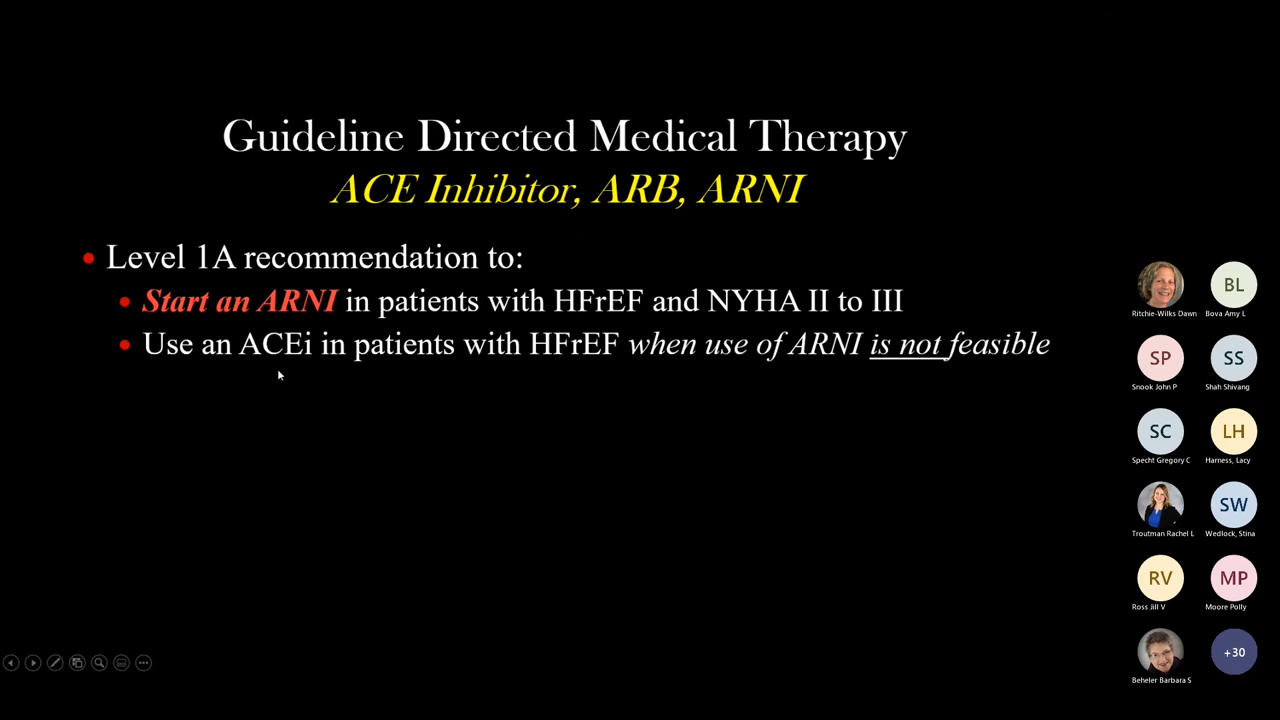 Guideline Directed Medical Therapy
ACE Inhibitor, ARB, ARNI
Level 1A recommendation to:
Start an ARNI in patients with HFrEF and NYHA II to III
Use an ACEi in patients with HFrEF when use of ARNI is not feasible
Ritchie-Wilks Dawn
BL
Bova Amy L
SP
Snook John P
SS
Shah Shivang
SC
Specht Gregory C
LH
Harness, Lacy
Troutman Rachel L
SW
Wedlock, Stina
RV
Ross Jill V
MP
Moore Polly
Beheler Barbara S
+30